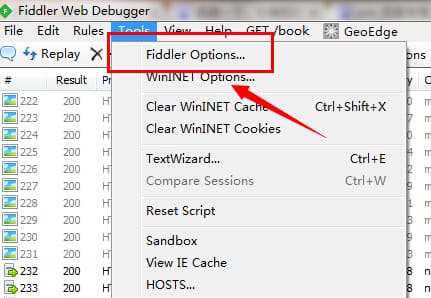 Fiddler Web Debugger
File Edit Rules Tools View Help GET /book GeoEdge
Replay
# Result
Fiddler Options...
WinINET Options...
Clear WinINET Cache Ctrl+Shift+X
Clear WinINET Cookies
TextWizard... Ctrl+E
Compare Sessions Ctrl+W
Reset Script
Sandbox
View IE Cache
HOSTS...
222 200
223 200
224 200
225 200
226 200
227 200
228 200
229 200
230 200
231 200
232 200
233 200